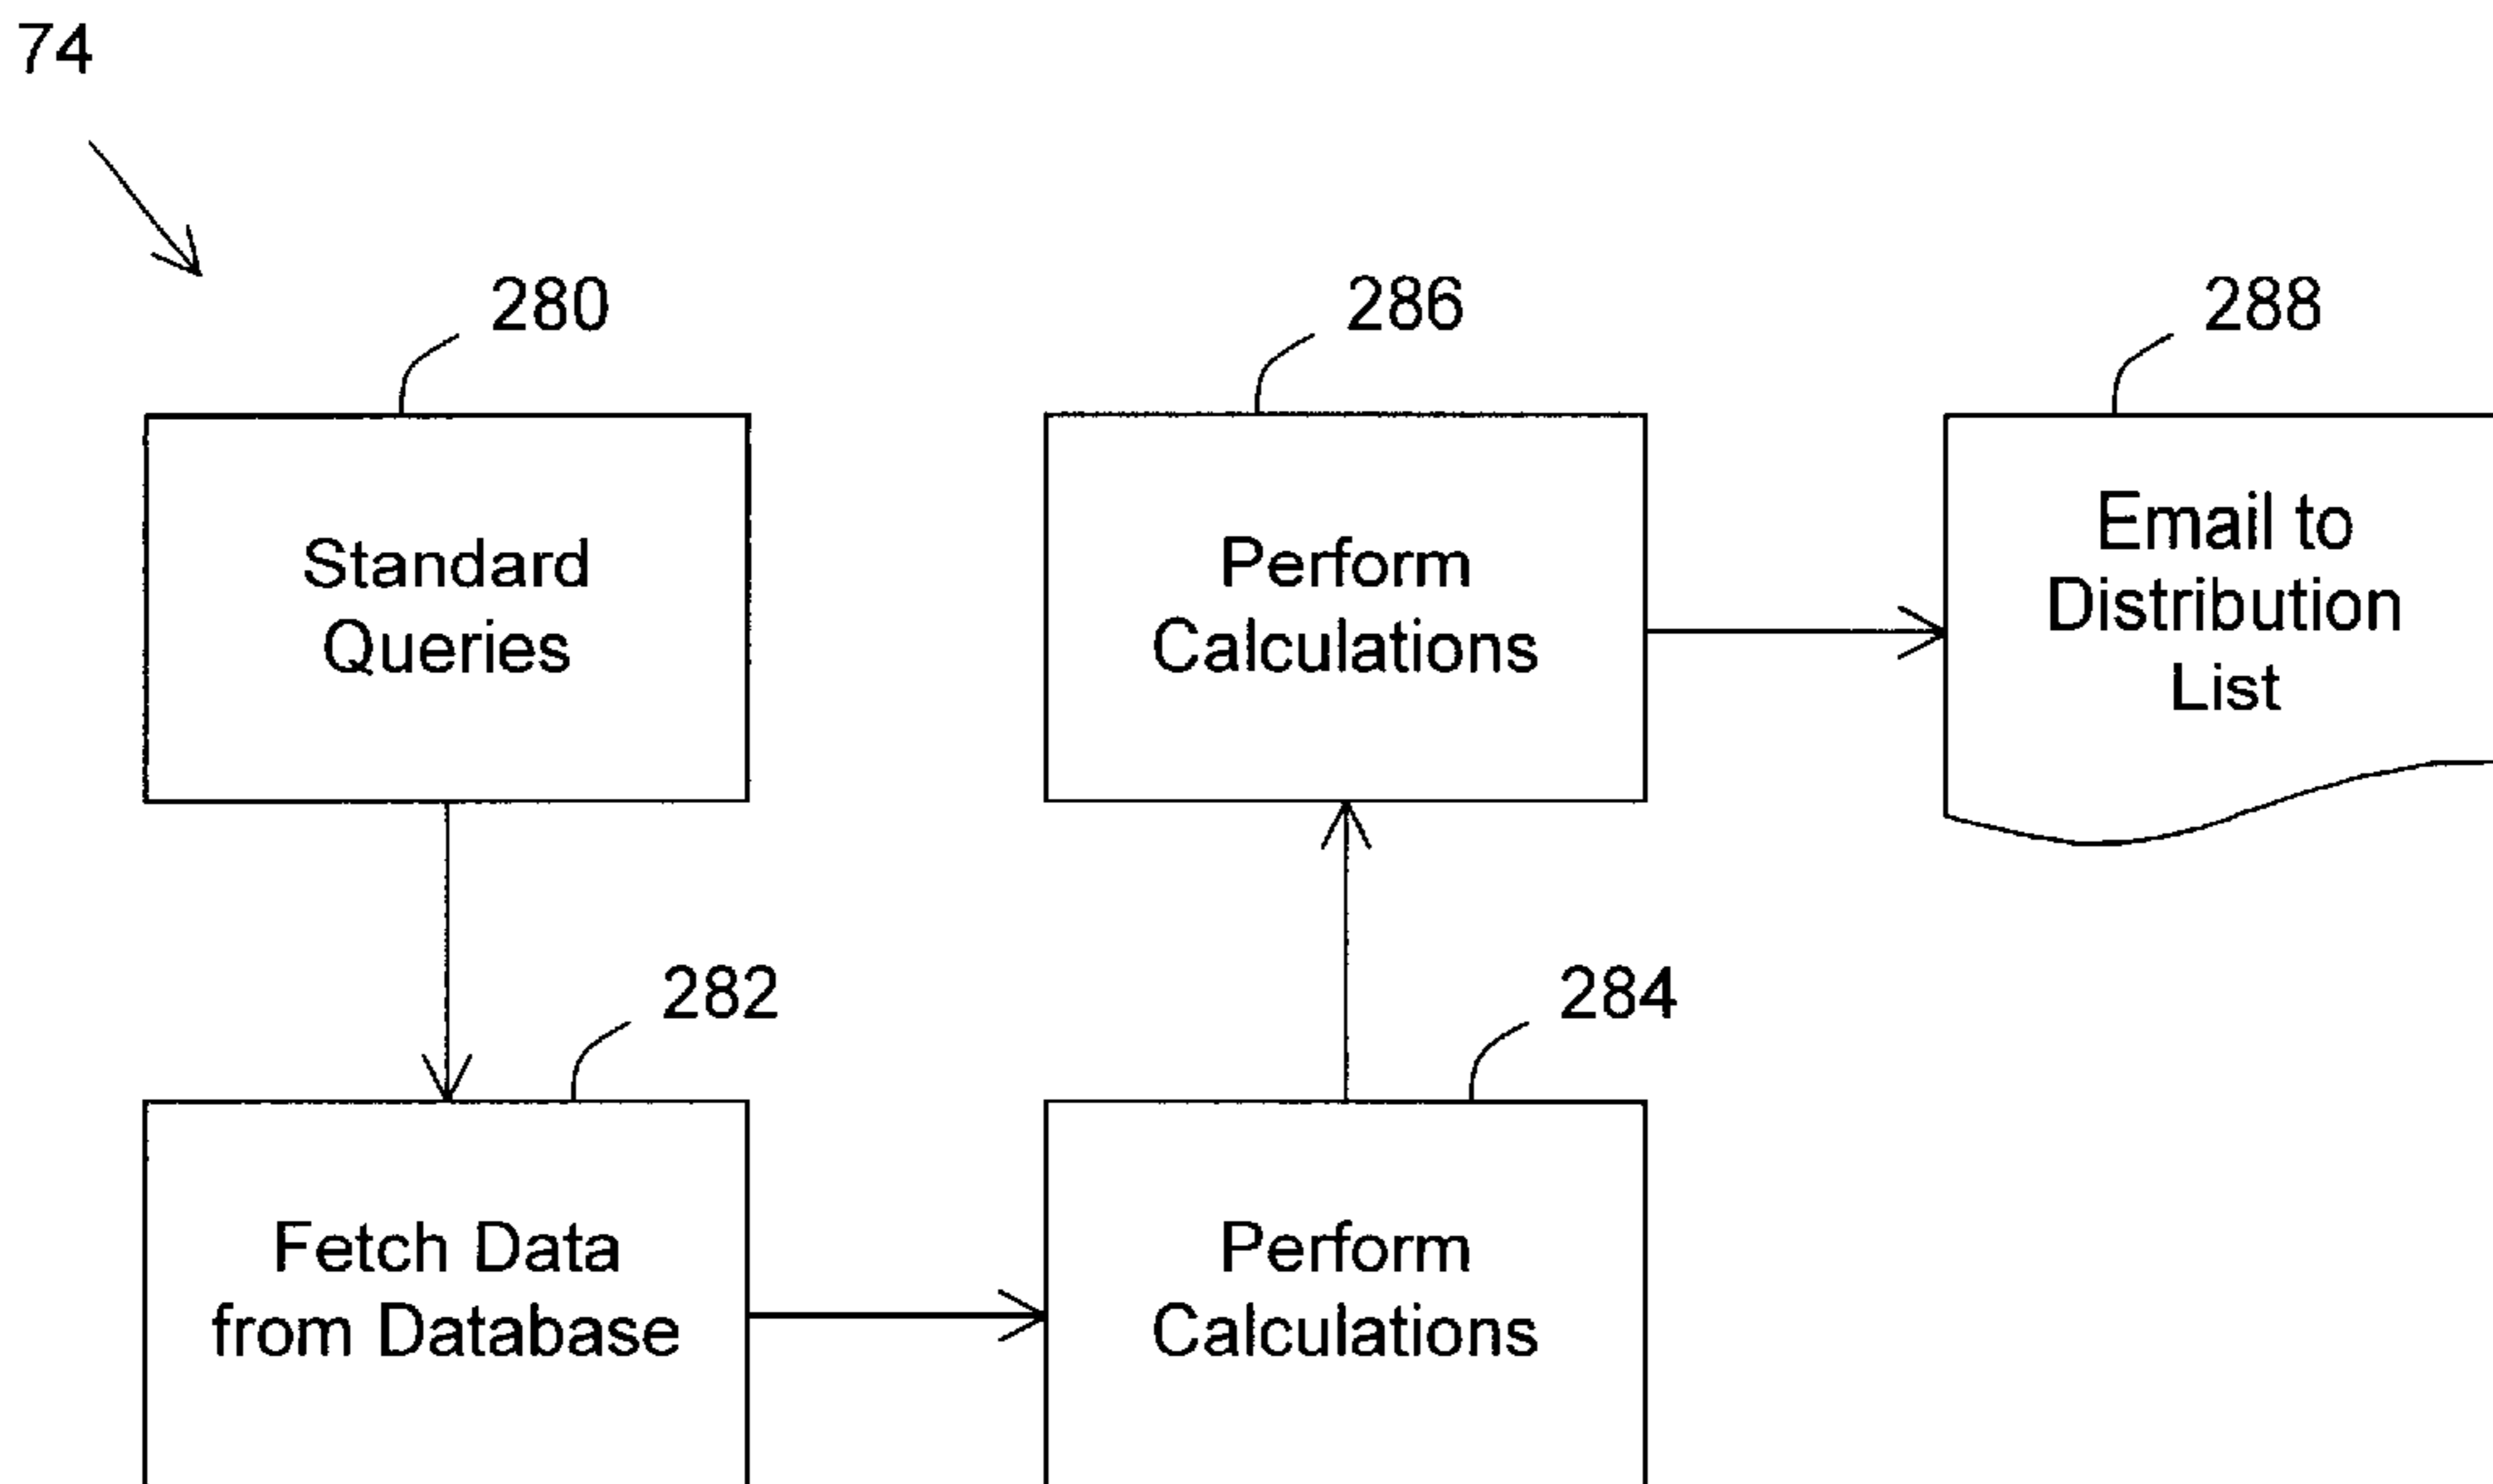 74
280
286
288
Standard
Queries
Perform
Calculations
Email to
Distribution
List
282
284
Fetch Data
from Database
Perform
Calculations